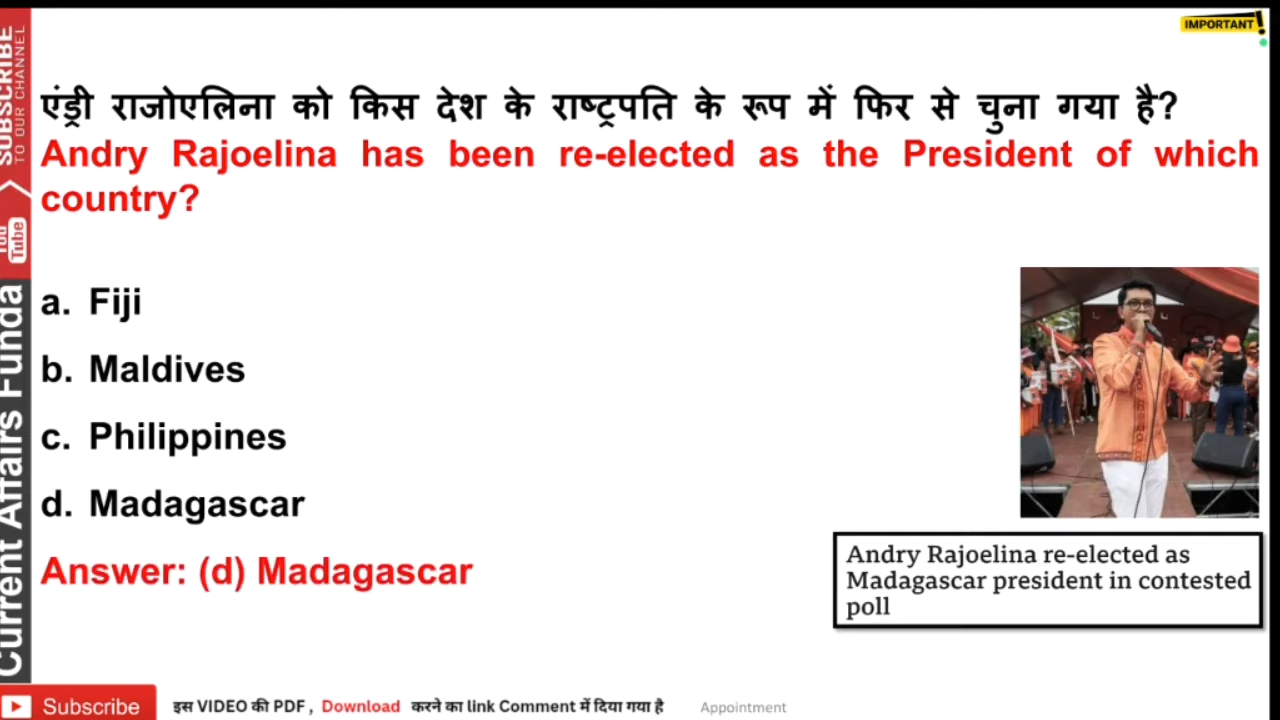 IMPORTANT!
एंड्री राजोएलिना को किस देश के राष्ट्रपति के रूप में फिर से चुना गया है?
Andry Rajoelina has been re-elected as the President of which
country?
a. Fiji
b. Maldives
c. Philippines
d. Madagascar
Answer: (d) Madagascar
Andry Rajoelina re-elected as
Madagascar president in contested
poll
SUBSCRIBE
TO OUR CHANNEL
You
Tube
Current Affairs Funda
Subscribe
इस VIDEO की PDF , Download करने का link Comment में दिया गया है
Appointment